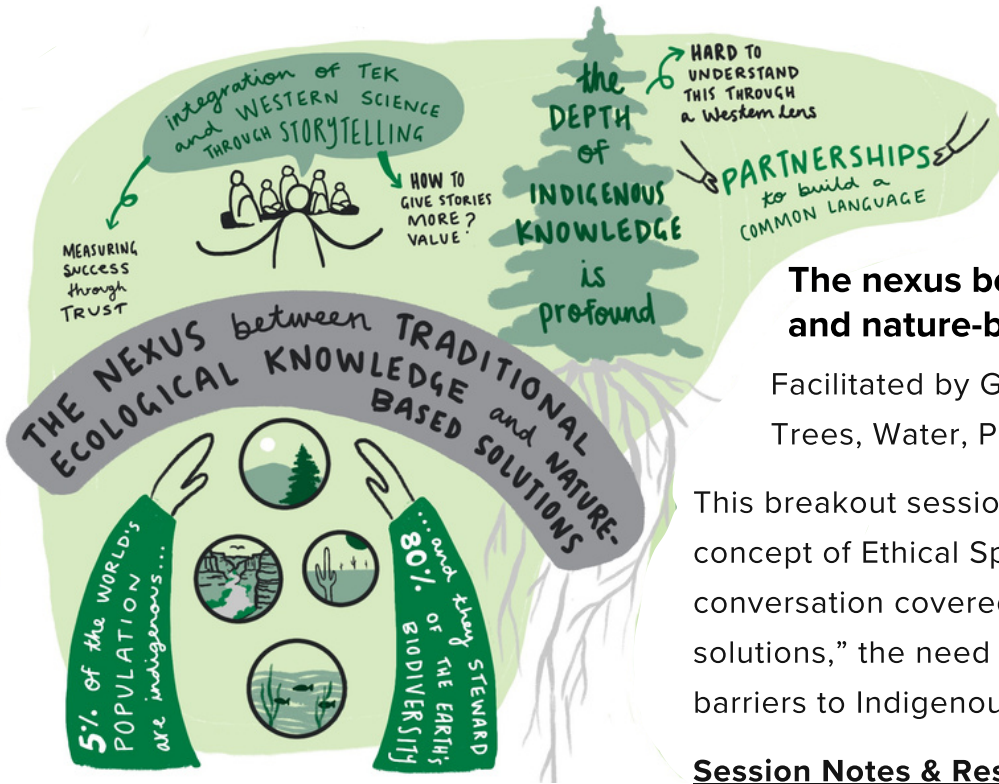 integration of TEK
and WESTERN SCIENCE
THROUGH STORYTELLING
MEASURING
SUCCESS
through
TRUST
HOW TO
GIVE STORIES
MORE ?
VALUE
the
DEPTH
of
INDIGENOUS
KNOWLEDGE
is
profound
HARD TO
UNDERSTAND
THIS THROUGH
a Western Lens
PARTNERSHIPS
to build a
COMMON LANGUAGE
THE NEXUS between TRADITIONAL
ECOLOGICAL KNOWLEDGE and NATURE-
BASED SOLUTIONS
5% of the WORLD'S
POPULATION
are indigenous...
...and they STEWARD
80% OF THE EARTH'S
BIODIVERSITY
The nexus be
and nature-b
Facilitated by G
Trees, Water, P
This breakout sessio
concept of Ethical Sp
conversation covered
solutions,” the need
barriers to Indigenou
Session Notes & Res